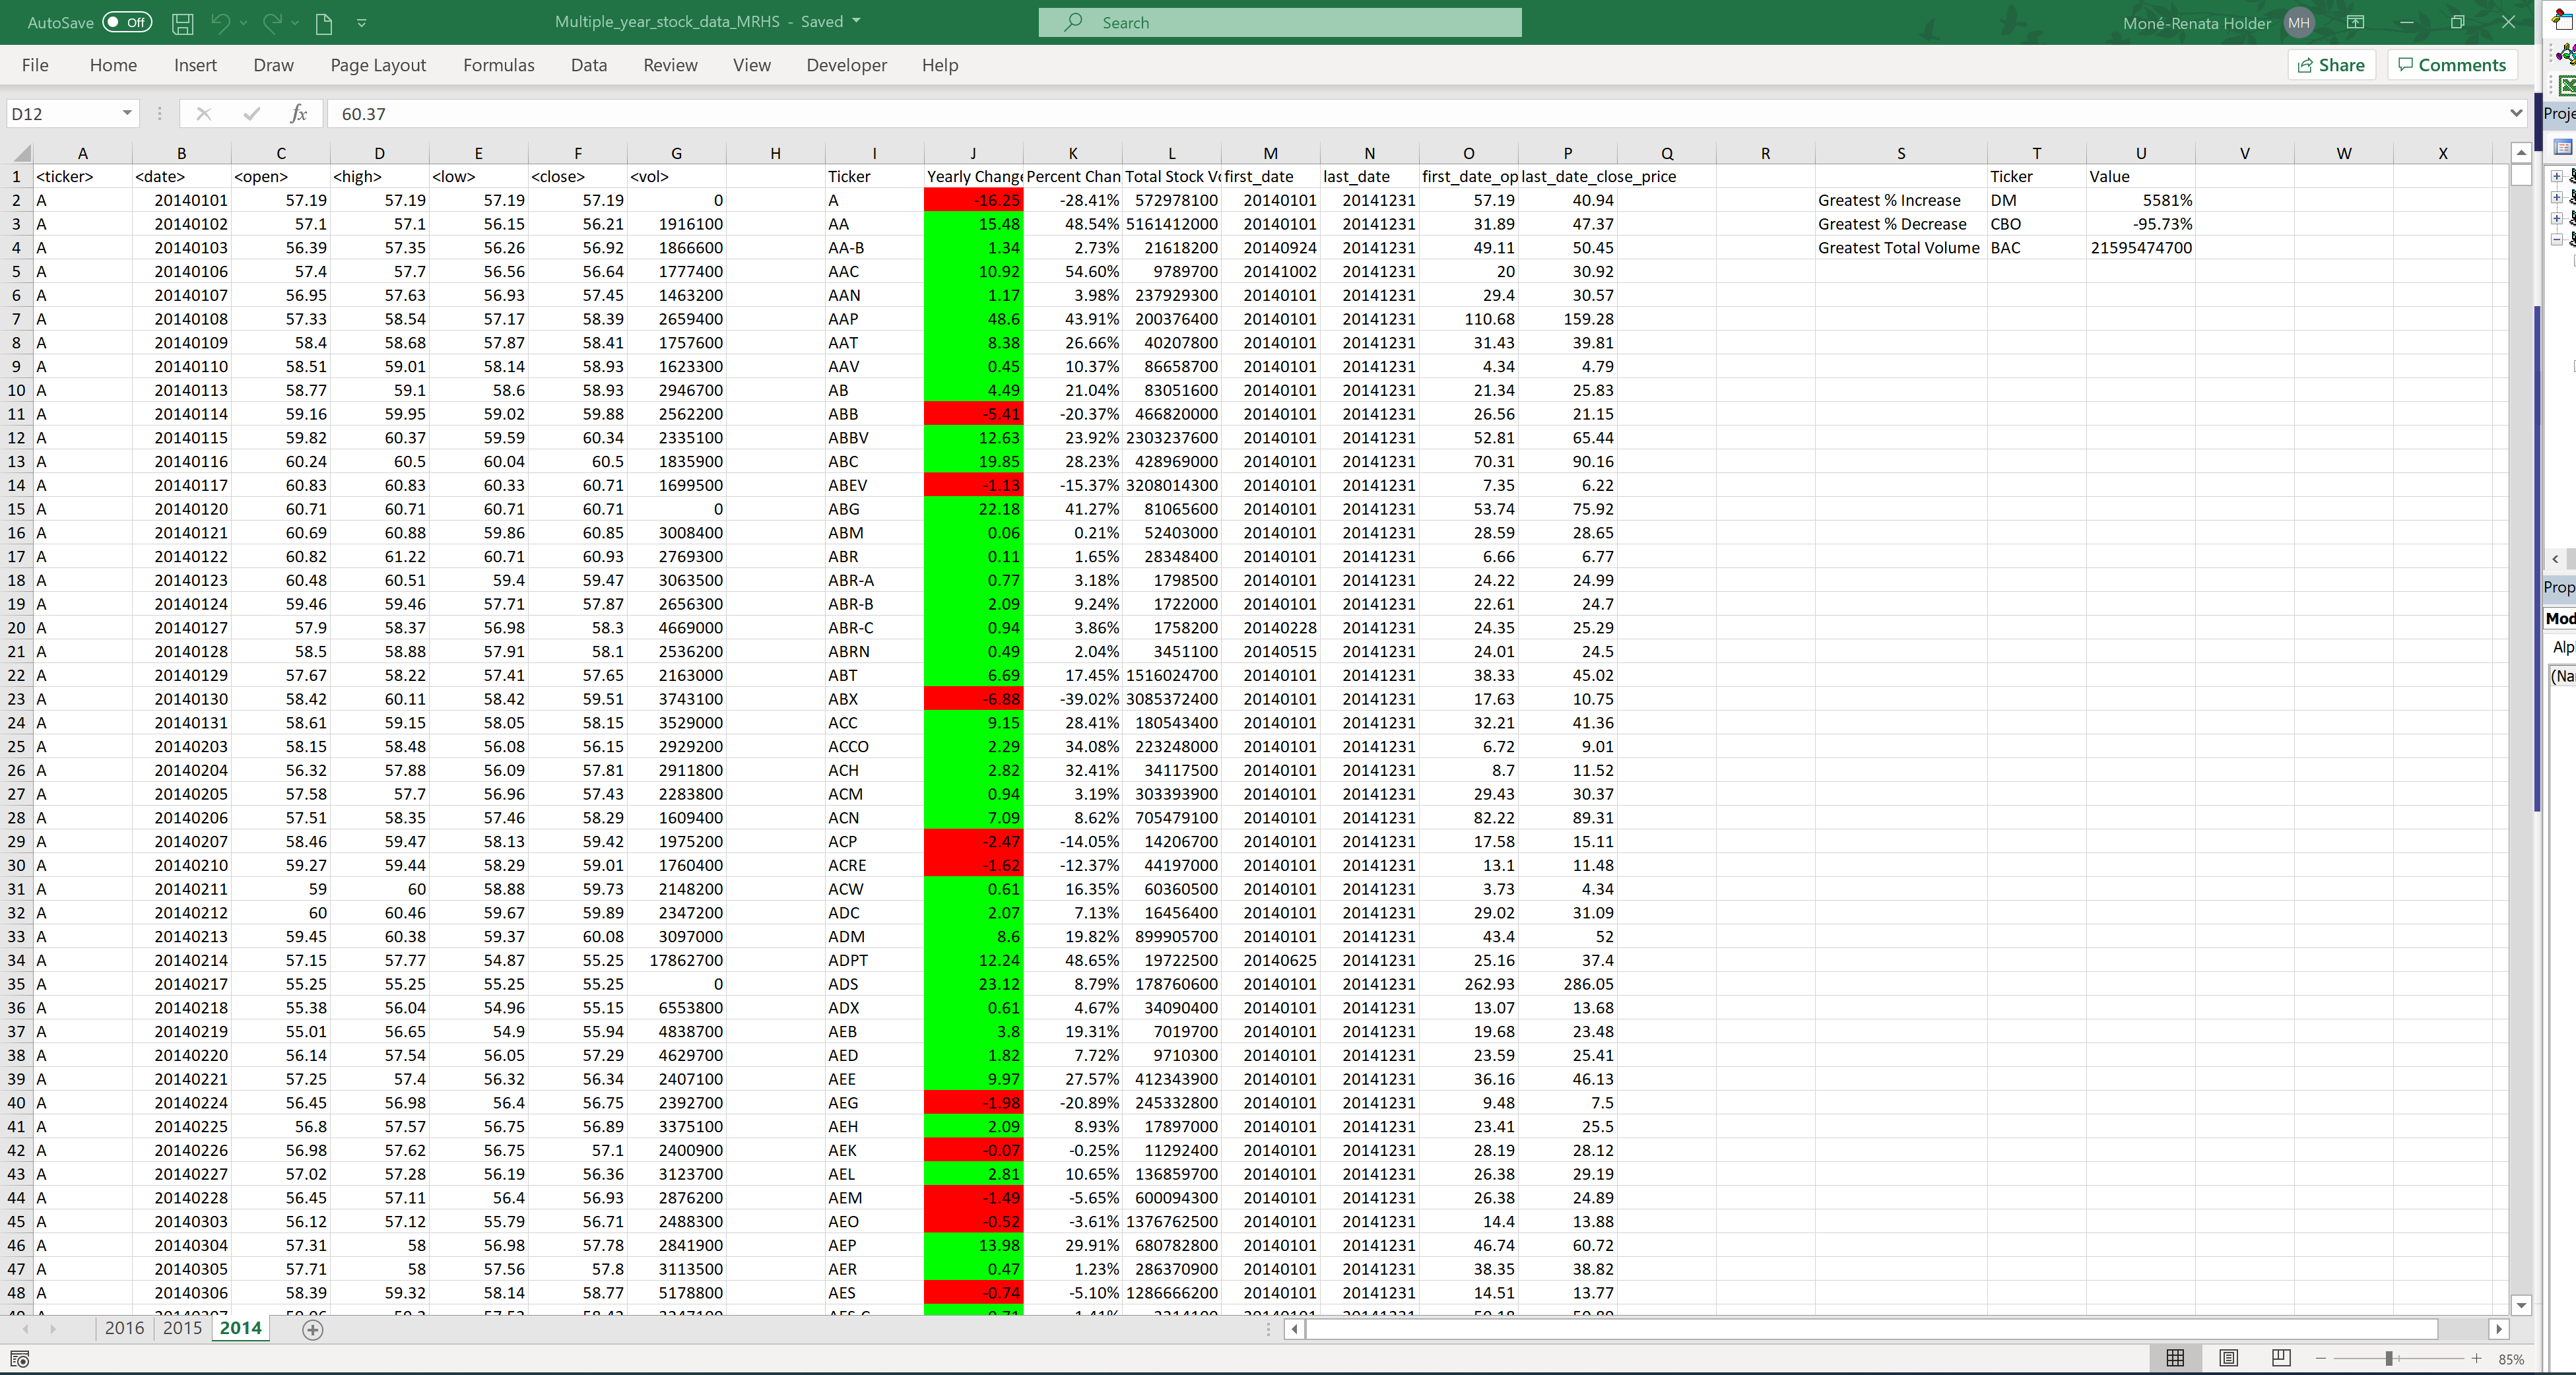 AutoSave Off Multiple_year_stock_data_MRHS - Saved Search Moné-Renata Holder MH
File Home Insert Draw Page Layout Formulas Data Review View Developer Help Share Comments
D12 fx 60.37 Proje
A B C D E F G H I J K L M N O P Q R S T U V W X
1 <ticker> <date> <open> <high> <low> <close> <vol> Ticker Yearly Change Percent Chan Total Stock Vo first_date last_date first_date_op last_date_close_price Ticker Value
2 A 20140101 57.19 57.19 57.19 57.19 0 A -16.25 -28.41% 572978100 20140101 20141231 57.19 40.94 Greatest % Increase DM 5581%
3 A 20140102 57.1 57.1 56.15 56.21 1916100 AA 15.48 48.54% 5161412000 20140101 20141231 31.89 47.37 Greatest % Decrease CBO -95.73%
4 A 20140103 56.39 57.35 56.26 56.92 1866600 AA-B 1.34 2.73% 21618200 20140924 20141231 49.11 50.45 Greatest Total Volume BAC 21595474700
5 A 20140106 57.4 57.7 56.56 56.64 1777400 AAC 10.92 54.60% 9789700 20141002 20141231 20 30.92
6 A 20140107 56.95 57.63 56.93 57.45 1463200 AAN 1.17 3.98% 237929300 20140101 20141231 29.4 30.57
7 A 20140108 57.33 58.54 57.17 58.39 2659400 AAP 48.6 43.91% 200376400 20140101 20141231 110.68 159.28
8 A 20140109 58.4 58.68 57.87 58.41 1757600 AAT 8.38 26.66% 40207800 20140101 20141231 31.43 39.81
9 A 20140110 58.51 59.01 58.14 58.93 1623300 AAV 0.45 10.37% 86658700 20140101 20141231 4.34 4.79
10 A 20140113 58.77 59.1 58.6 58.93 2946700 AB 4.49 21.04% 83051600 20140101 20141231 21.34 25.83
11 A 20140114 59.16 59.95 59.02 59.88 2562200 ABB -5.41 -20.37% 466820000 20140101 20141231 26.56 21.15
12 A 20140115 59.82 60.37 59.59 60.34 2335100 ABBV 12.63 23.92% 2303237600 20140101 20141231 52.81 65.44
13 A 20140116 60.24 60.5 60.04 60.5 1835900 ABC 19.85 28.23% 428969000 20140101 20141231 70.31 90.16
14 A 20140117 60.83 60.83 60.33 60.71 1699500 ABEV -1.13 -15.37% 3208014300 20140101 20141231 7.35 6.22
15 A 20140120 60.71 60.71 60.71 60.71 0 ABG 22.18 41.27% 81065600 20140101 20141231 53.74 75.92
16 A 20140121 60.69 60.88 59.86 60.85 3008400 ABM 0.06 0.21% 52403000 20140101 20141231 28.59 28.65
17 A 20140122 60.82 61.22 60.71 60.93 2769300 ABR 0.11 1.65% 28348400 20140101 20141231 6.66 6.77
18 A 20140123 60.48 60.51 59.4 59.47 3063500 ABR-A 0.77 3.18% 1798500 20140101 20141231 24.22 24.99
19 A 20140124 59.46 59.46 57.71 57.87 2656300 ABR-B 2.09 9.24% 1722000 20140101 20141231 22.61 24.7
20 A 20140127 57.9 58.37 56.98 58.3 4669000 ABR-C 0.94 3.86% 1758200 20140228 20141231 24.35 25.29
21 A 20140128 58.5 58.88 57.91 58.1 2536200 ABRN 0.49 2.04% 3451100 20140515 20141231 24.01 24.5
22 A 20140129 57.67 58.22 57.41 57.65 2163000 ABT 6.69 17.45% 1516024700 20140101 20141231 38.33 45.02
23 A 20140130 58.42 60.11 58.42 59.51 3743100 ABX -6.88 -39.02% 3085372400 20140101 20141231 17.63 10.75
24 A 20140131 58.61 59.15 58.05 58.15 3529000 ACC 9.15 28.41% 180543400 20140101 20141231 32.21 41.36
25 A 20140203 58.15 58.48 56.08 56.15 2929200 ACCO 2.29 34.08% 223248000 20140101 20141231 6.72 9.01
26 A 20140204 56.32 57.88 56.09 57.81 2911800 ACH 2.82 32.41% 34117500 20140101 20141231 8.7 11.52
27 A 20140205 57.58 57.7 56.96 57.43 2283800 ACM 0.94 3.19% 303393900 20140101 20141231 29.43 30.37
28 A 20140206 57.51 58.35 57.46 58.29 1609400 ACN 7.09 8.62% 705479100 20140101 20141231 82.22 89.31
29 A 20140207 58.46 59.47 58.13 59.42 1975200 ACP -2.47 -14.05% 14206700 20140101 20141231 17.58 15.11
30 A 20140210 59.27 59.44 58.29 59.01 1760400 ACRE -1.62 -12.37% 44197000 20140101 20141231 13.1 11.48
31 A 20140211 59 60 58.88 59.73 2148200 ACW 0.61 16.35% 60360500 20140101 20141231 3.73 4.34
32 A 20140212 60 60.46 59.67 59.89 2347200 ADC 2.07 7.13% 16456400 20140101 20141231 29.02 31.09
33 A 20140213 59.45 60.38 59.37 60.08 3097000 ADM 8.6 19.82% 899905700 20140101 20141231 43.4 52
34 A 20140214 57.15 57.77 54.87 55.25 17862700 ADPT 12.24 48.65% 19722500 20140625 20141231 25.16 37.4
35 A 20140217 55.25 55.25 55.25 55.25 0 ADS 23.12 8.79% 178760600 20140101 20141231 262.93 286.05
36 A 20140218 55.38 56.04 54.96 55.15 6553800 ADX 0.61 4.67% 34090400 20140101 20141231 13.07 13.68
37 A 20140219 55.01 56.65 54.9 55.94 4838700 AEB 3.8 19.31% 7019700 20140101 20141231 19.68 23.48
38 A 20140220 56.14 57.54 56.05 57.29 4629700 AED 1.82 7.72% 9710300 20140101 20141231 23.59 25.41
39 A 20140221 57.25 57.4 56.32 56.34 2407100 AEE 9.97 27.57% 412343900 20140101 20141231 36.16 46.13
40 A 20140224 56.45 56.98 56.4 56.75 2392700 AEG -1.98 -20.89% 245332800 20140101 20141231 9.48 7.5
41 A 20140225 56.8 57.57 56.75 56.89 3375100 AEH 2.09 8.93% 17897000 20140101 20141231 23.41 25.5
42 A 20140226 56.98 57.62 56.75 57.1 2400900 AEK -0.07 -0.25% 11292400 20140101 20141231 28.19 28.12
43 A 20140227 57.02 57.28 56.19 56.36 3123700 AEL 2.81 10.65% 136859700 20140101 20141231 26.38 29.19
44 A 20140228 56.45 57.11 56.4 56.93 2876200 AEM -1.49 -5.65% 600094300 20140101 20141231 26.38 24.89
45 A 20140303 56.12 57.12 55.79 56.71 2488300 AEO -0.52 -3.61% 1376762500 20140101 20141231 14.4 13.88
46 A 20140304 57.31 58 56.98 57.78 2841900 AEP 13.98 29.91% 680782800 20140101 20141231 46.74 60.72
47 A 20140305 57.71 58 57.56 57.8 3113500 AER 0.47 1.23% 286370900 20140101 20141231 38.35 38.82
48 A 20140306 58.39 59.32 58.14 58.77 5178800 AES -0.74 -5.10% 1286666200 20140101 20141231 14.51 13.77
Prop
Mod
Alp
(Na
2016 2015 2014
85%